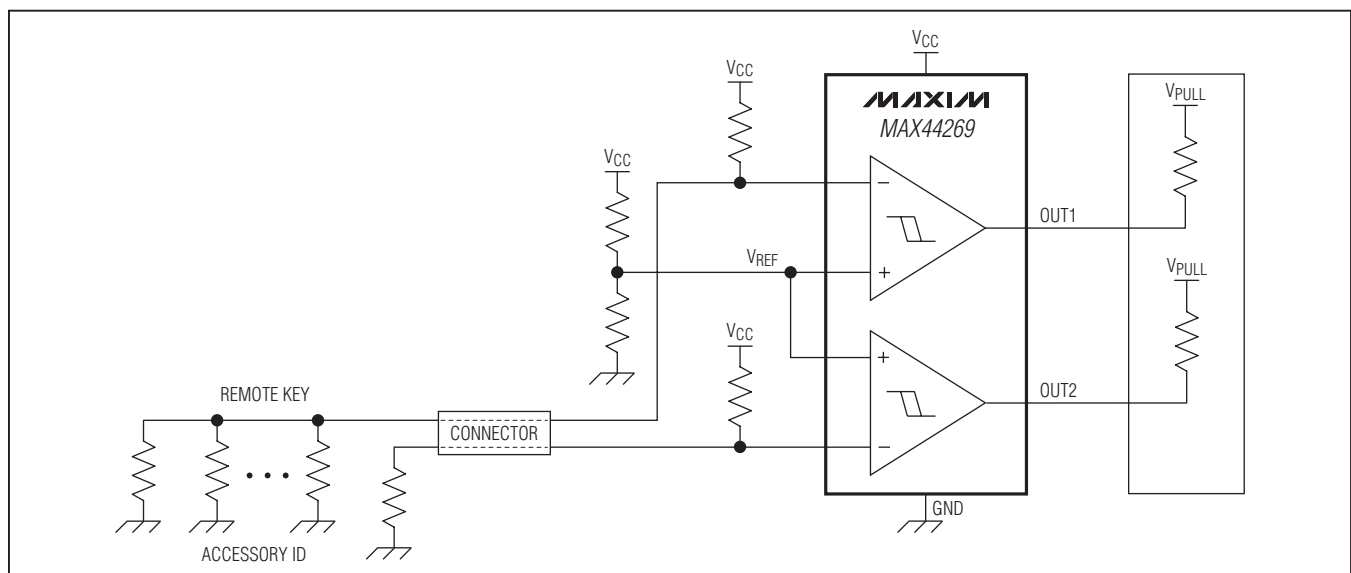 VCC
VCC
MAXIM
MAX44269
VPULL
VCC
−
OUT1
VREF
+
VPULL
VCC
+
REMOTE KEY
OUT2
CONNECTOR
−
GND
ACCESSORY ID